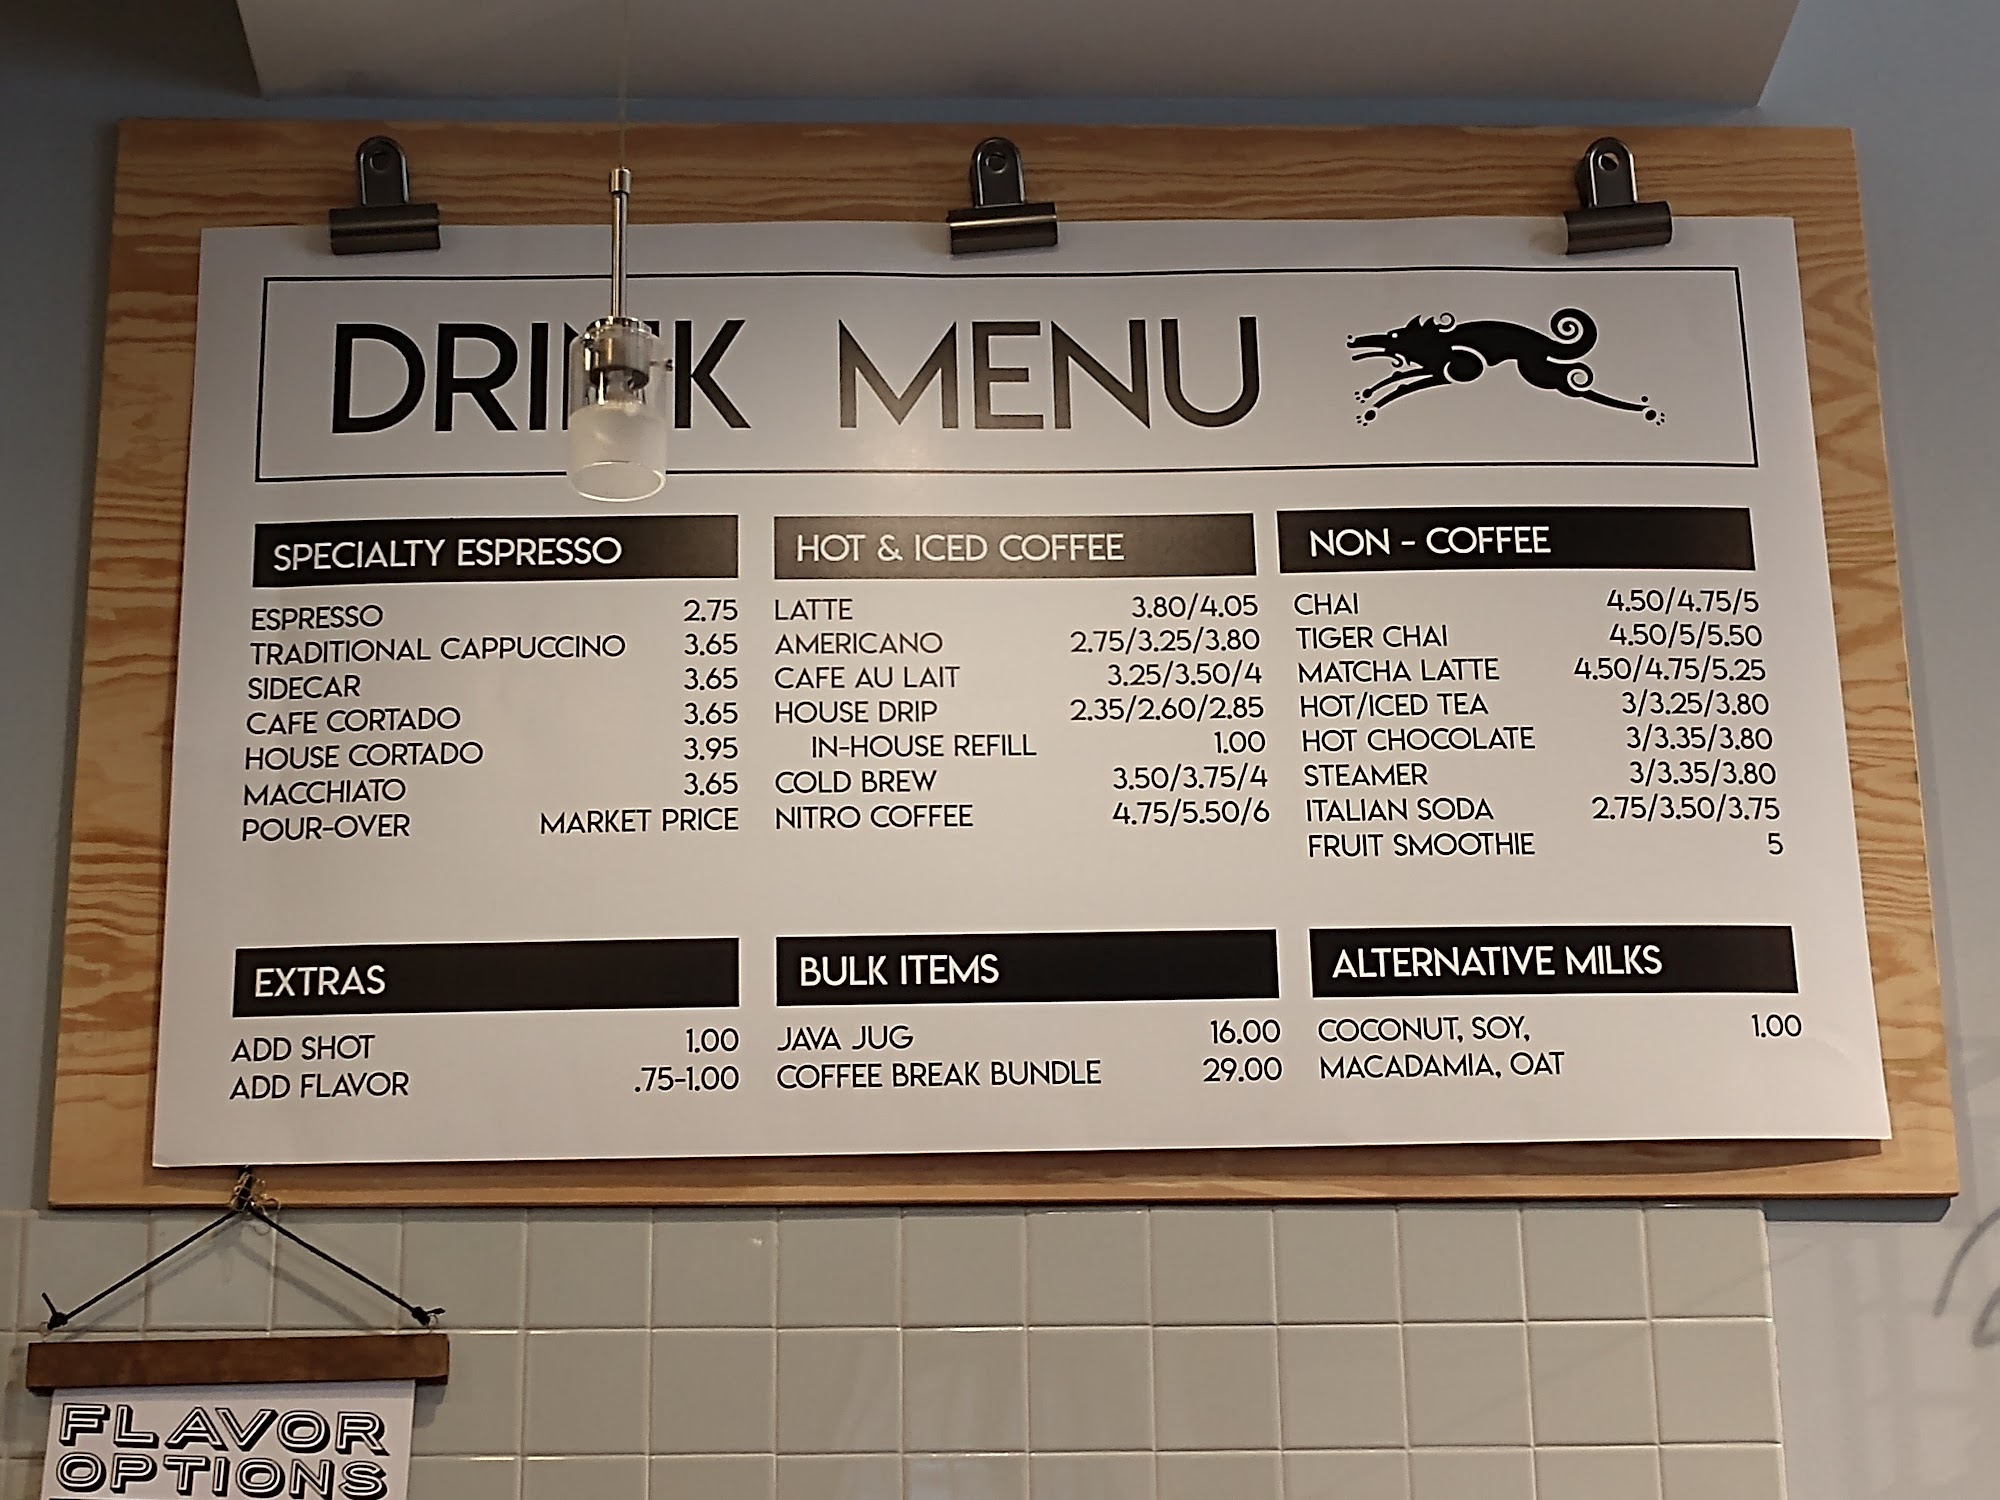 DRINK MENU
SPECIALTY ESPRESSO
ESPRESSO 2.75
TRADITIONAL CAPPUCCINO 3.65
SIDECAR 3.65
CAFE CORTADO 3.65
HOUSE CORTADO 3.95
MACCHIATO 3.65
POUR-OVER MARKET PRICE
HOT & ICED COFFEE
LATTE 3.80/4.05
AMERICANO 2.75/3.25/3.80
CAFE AU LAIT 3.25/3.50/4
HOUSE DRIP 2.35/2.60/2.85
IN-HOUSE REFILL 1.00
COLD BREW 3.50/3.75/4
NITRO COFFEE 4.75/5.50/6
NON - COFFEE
CHAI 4.50/4.75/5
TIGER CHAI 4.50/5/5.50
MATCHA LATTE 4.50/4.75/5.25
HOT/ICED TEA 3/3.25/3.80
HOT CHOCOLATE 3/3.35/3.80
STEAMER 3/3.35/3.80
ITALIAN SODA 2.75/3.50/3.75
FRUIT SMOOTHIE 5
EXTRAS
ADD SHOT 1.00
ADD FLAVOR .75-1.00
BULK ITEMS
JAVA JUG 16.00
COFFEE BREAK BUNDLE 29.00
ALTERNATIVE MILKS
COCONUT, SOY, 1.00
MACADAMIA, OAT
FLAVOR
OPTIONS